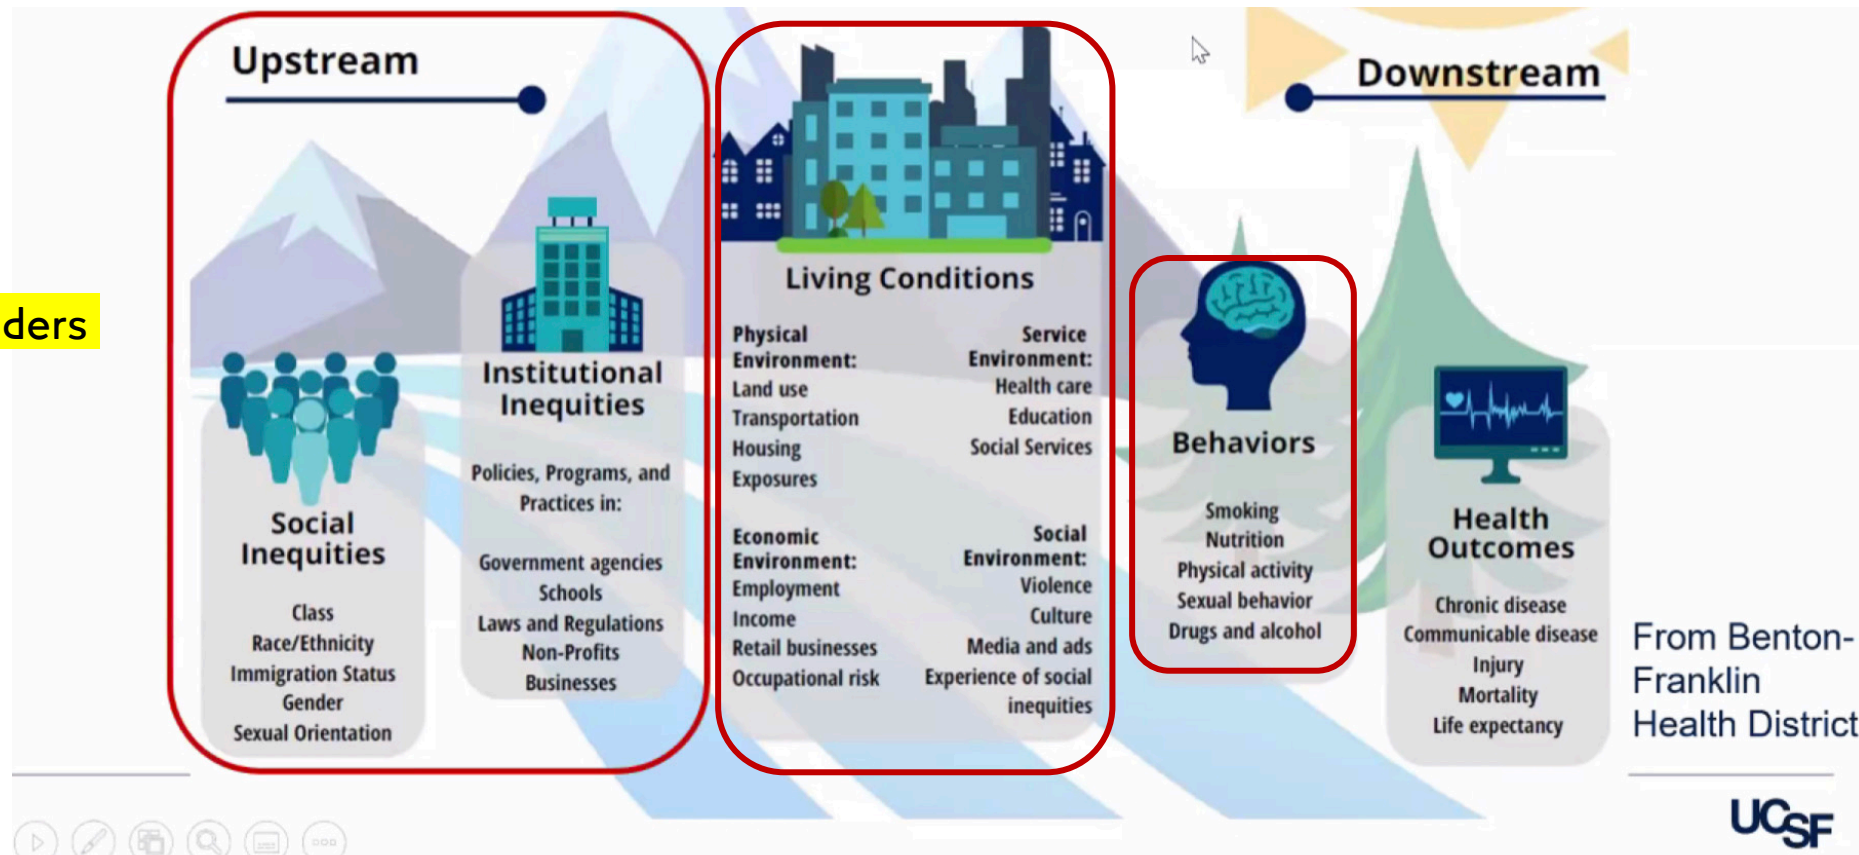 Upstream
Downstream
ders
Social
Inequities
Class
Race/Ethnicity
Immigration Status
Gender
Sexual Orientation
Institutional
Inequities
Policies, Programs, and
Practices in:
Government agencies
Schools
Laws and Regulations
Non-Profits
Businesses
Living Conditions
Physical
Environment:
Land use
Transportation
Housing
Exposures
Service
Environment:
Health care
Education
Social Services
Economic
Environment:
Employment
Income
Retail businesses
Occupational risk
Social
Environment:
Violence
Culture
Media and ads
Experience of social
inequities
Behaviors
Smoking
Nutrition
Physical activity
Sexual behavior
Drugs and alcohol
Health
Outcomes
Chronic disease
Communicable disease
Injury
Mortality
Life expectancy
From Benton-
Franklin
Health District
UCSF